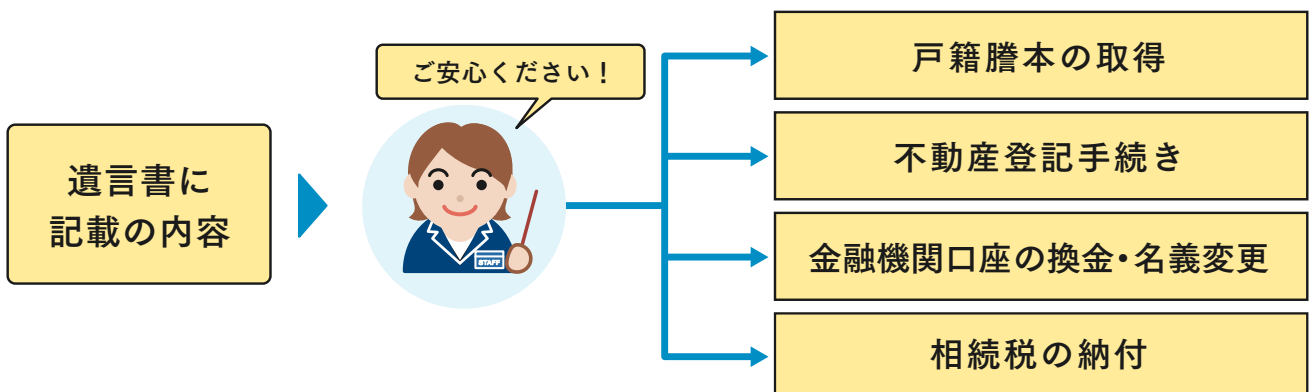 遺言書に
記載の内容
ご安心ください！
STAFF
戸籍謄本の取得
不動産登記手続き
金融機関口座の換金・名義変更
相続税の納付